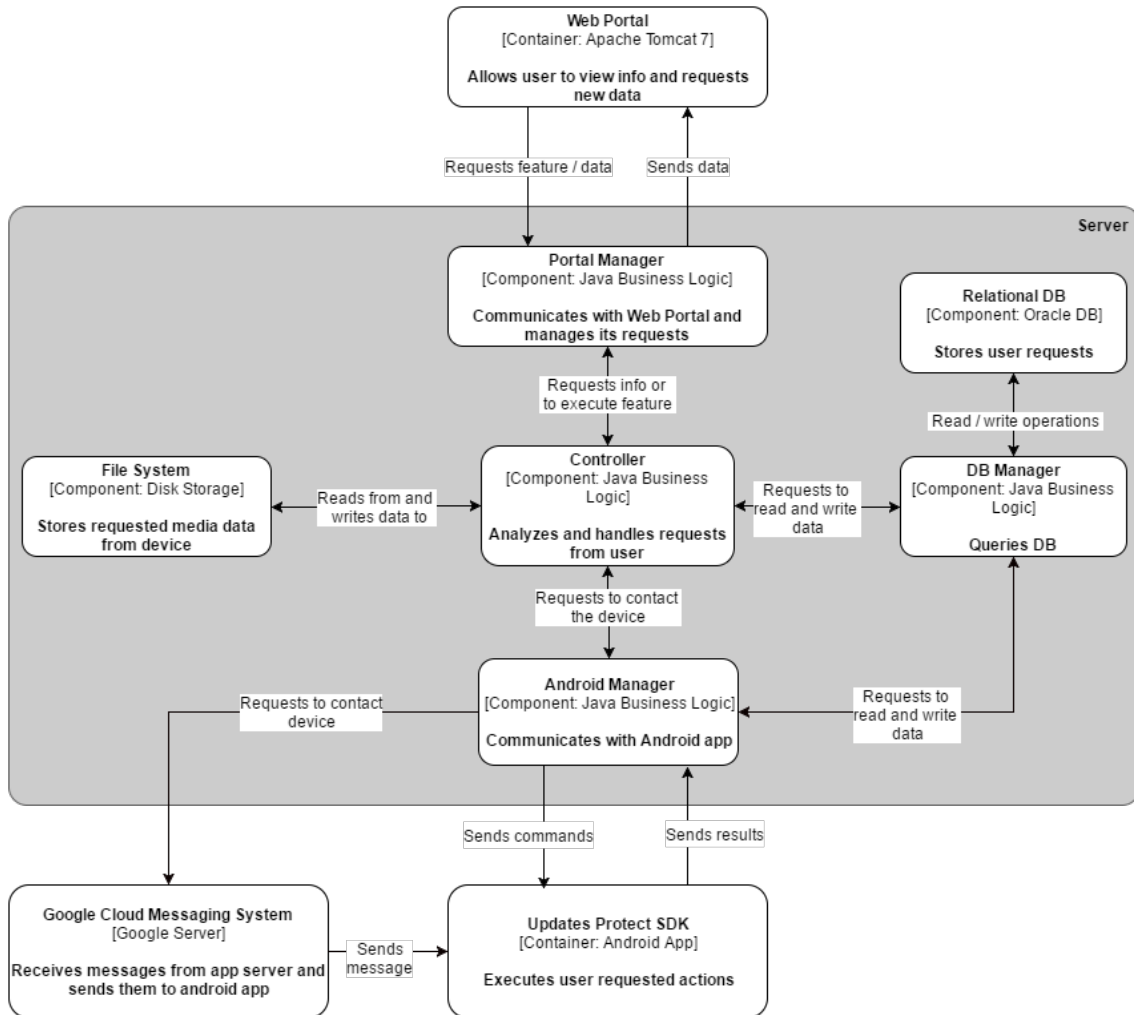 Web Portal
[Container: Apache Tomcat 7]
Allows user to view info and requests
new data
Requests feature / data
Sends data
Server
Portal Manager
[Component: Java Business Logic]
Communicates with Web Portal and
manages its requests
Relational DB
[Component: Oracle DB]
Stores user requests
Requests info or
to execute feature
Read / write operations
File System
[Component: Disk Storage]
Stores requested media data
from device
Reads from and
writes data to
Controller
[Component: Java Business
Logic]
Analyzes and handles requests
from user
Requests to
read and write
data
DB Manager
[Component: Java Business
Logic]
Queries DB
Requests to contact
the device
Requests to contact
device
Android Manager
[Component: Java Business Logic]
Communicates with Android app
Requests to
read and write
data
Sends commands
Sends results
Google Cloud Messaging System
[Google Server]
Receives messages from app server and
sends them to android app
Sends
message
Updates Protect SDK
[Container: Android App]
Executes user requested actions